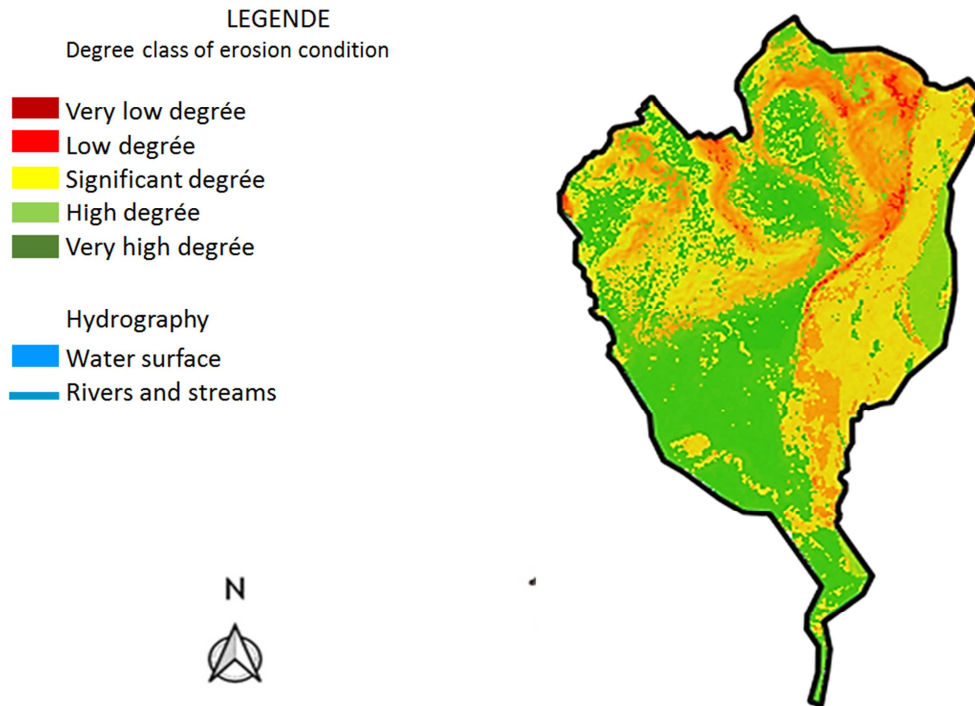 LEGENDE
Degree class of erosion condition
Very low degrée
Low degrée
Significant degrée
High degrée
Very high degrée
Hydrography
Water surface
Rivers and streams
N